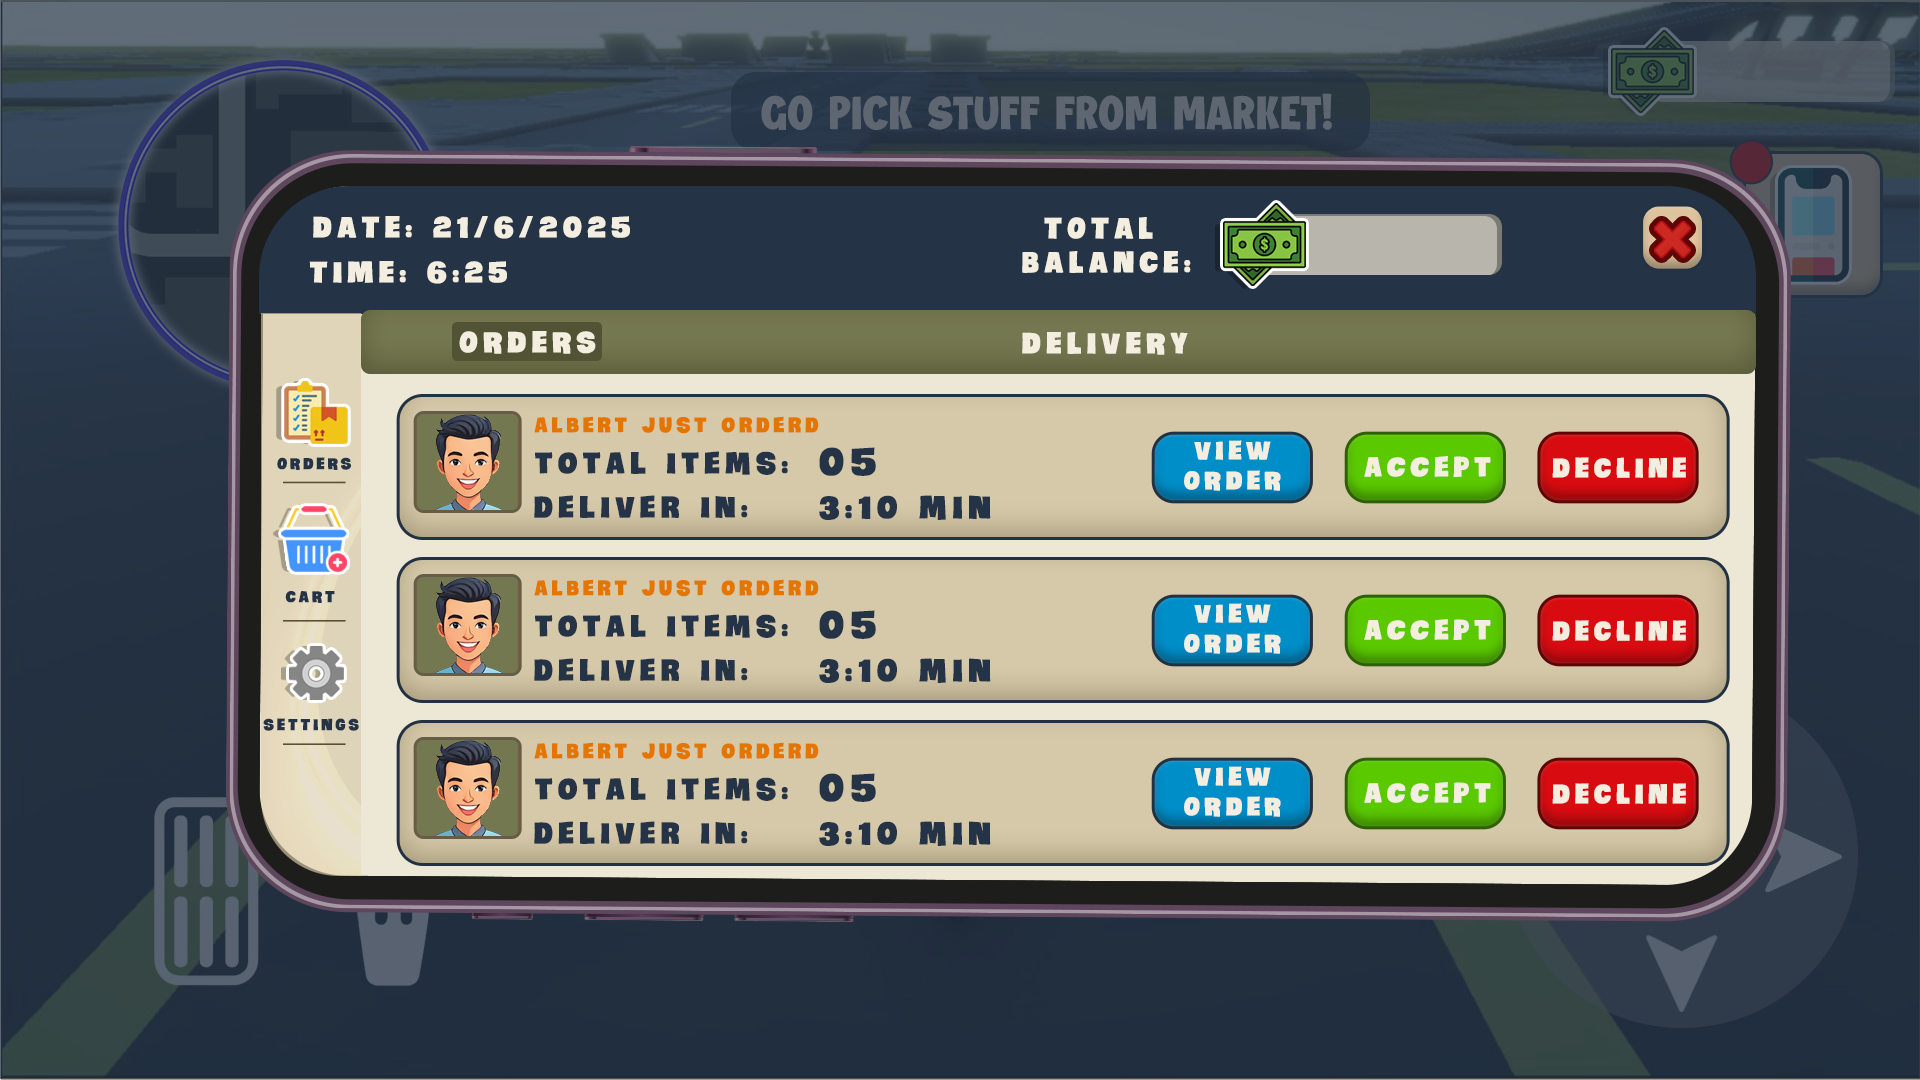 GO PICK STUFF FROM MARKET!
DATE: 21/6/2025
TIME: 6:25
TOTAL
BALANCE:
ORDERS
DELIVERY
ORDERS
CART
SETTINGS
ALBERT JUST ORDERD
TOTAL ITEMS: 05
DELIVER IN: 3:10 MIN
VIEW
ORDER
ACCEPT
DECLINE
ALBERT JUST ORDERD
TOTAL ITEMS: 05
DELIVER IN: 3:10 MIN
VIEW
ORDER
ACCEPT
DECLINE
ALBERT JUST ORDERD
TOTAL ITEMS: 05
DELIVER IN: 3:10 MIN
VIEW
ORDER
ACCEPT
DECLINE